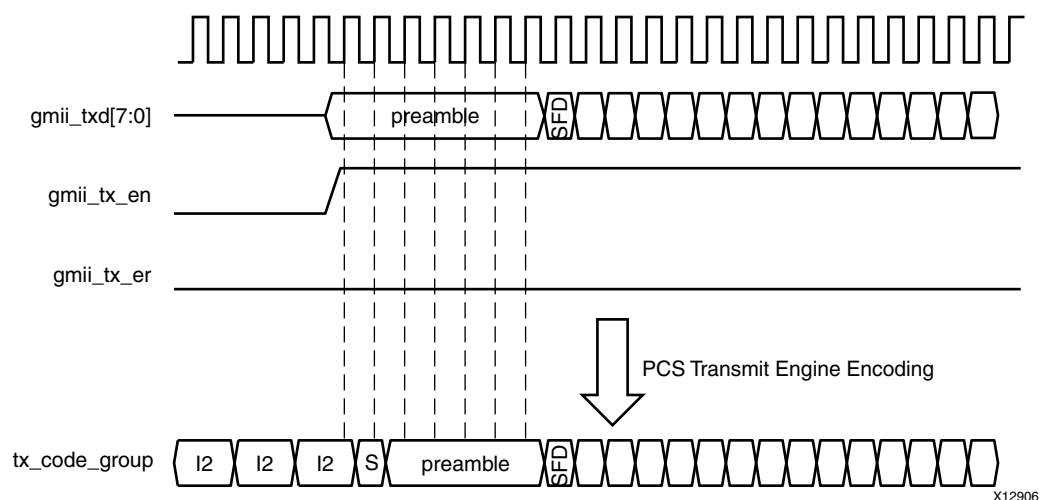 gmii_txd[7:0]
preamble
SFD
gmii_tx_en
gmii_tx_er
PCS Transmit Engine Encoding
tx_code_group
I2
I2
I2
S
preamble
SFD
X12906